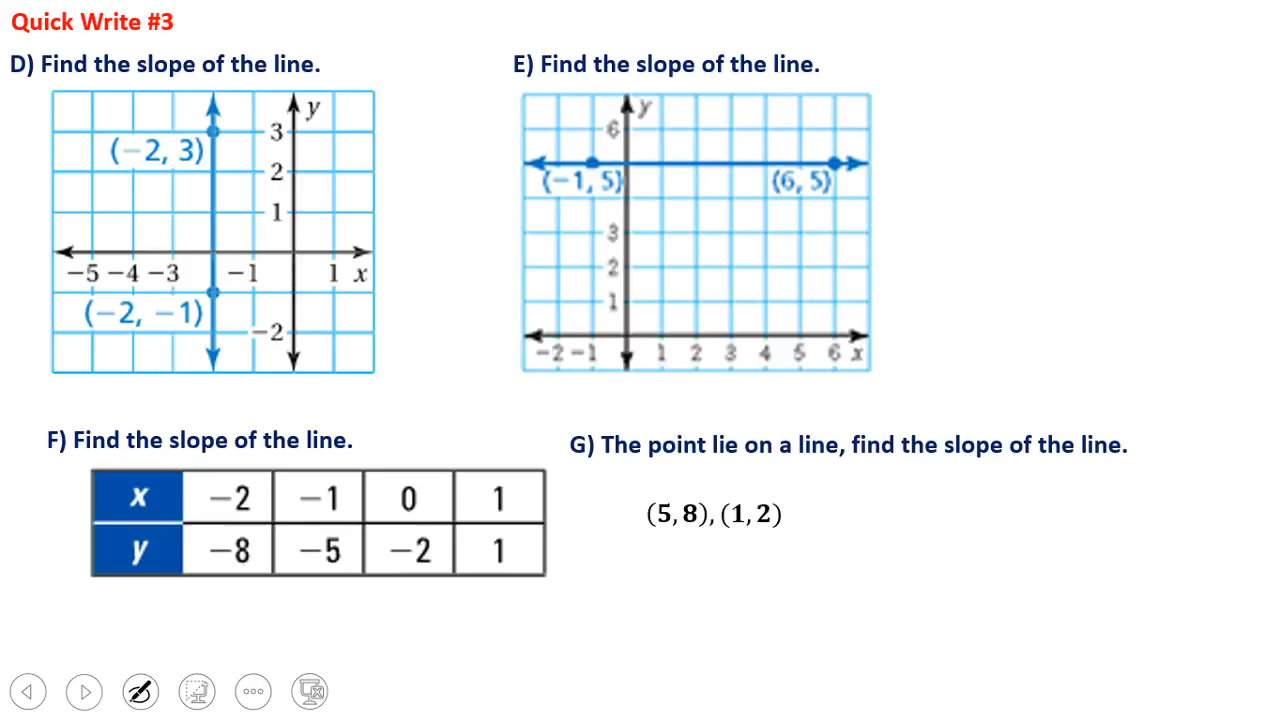 Quick Write #3
D) Find the slope of the line.
y
3
(−2, 3)
2
1
−5 −4 −3 −1 1 x
(−2, −1)
−2
E) Find the slope of the line.
y
6
(−1, 5) (6, 5)
3
2
1
−2 −1 1 2 3 4 5 6 x
F) Find the slope of the line.
x −2 −1 0 1
y −8 −5 −2 1
G) The point lie on a line, find the slope of the line.
(5, 8), (1, 2)